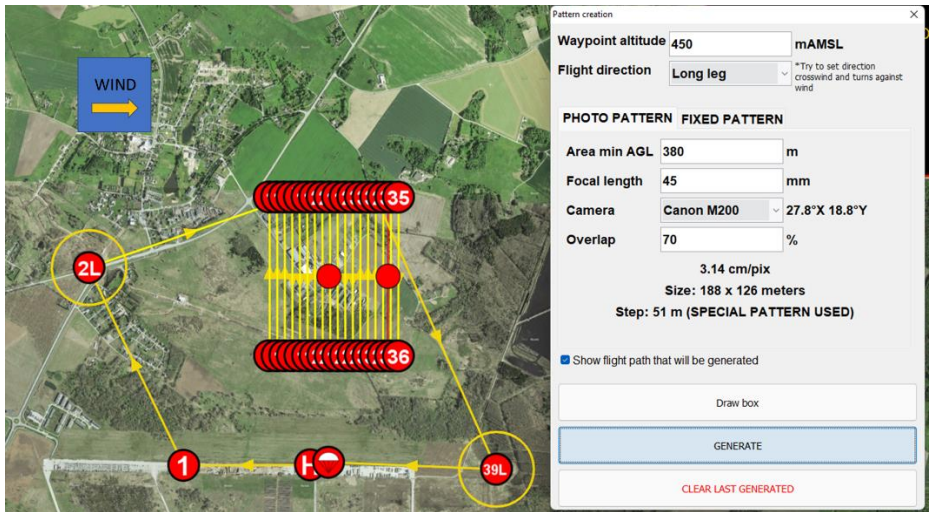 WIND
35
2L
36
1
H
39L
Pattern creation
Waypoint altitude 450 mAMSL
Flight direction Long leg *Try to set direction
crosswind and turns against
wind
PHOTO PATTERN FIXED PATTERN
Area min AGL 380 m
Focal length 45 mm
Camera Canon M200 27.8°X 18.8°Y
Overlap 70 %
3.14 cm/pix
Size: 188 x 126 meters
Step: 51 m (SPECIAL PATTERN USED)
Show flight path that will be generated
Draw box
GENERATE
CLEAR LAST GENERATED